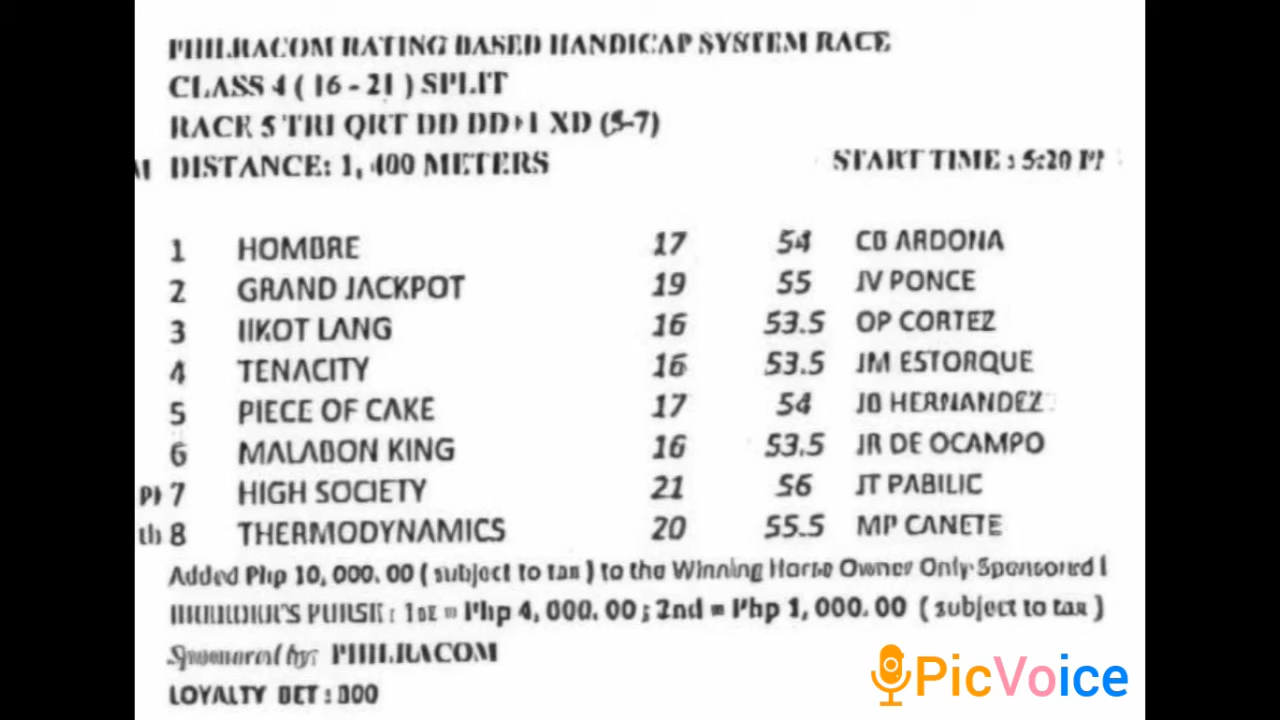 PHILRACOM RATING BASED HANDICAP SYSTEM RACE
CLASS 4 ( 16 - 21 ) SPLIT
RACE 5 TRI QRT DD DD+1 XD (5-7)
M DISTANCE: 1, 400 METERS START TIME : 5:20 P
1 HOMBRE 17 54 CB ARDONA
2 GRAND JACKPOT 19 55 JV PONCE
3 IIKOT LANG 16 53.5 OP CORTEZ
4 TENACITY 16 53.5 JM ESTORQUE
5 PIECE OF CAKE 17 54 JB HERNANDEZ
6 MALABON KING 16 53.5 JR DE OCAMPO
7 HIGH SOCIETY 21 56 JT PABILIC
th 8 THERMODYNAMICS 20 55.5 MP CANETE
Added Php 10, 000. 00 ( subject to tax ) to the Winning Horse Owner Only Sponsored
BREEDER'S PURSE : 1st = Php 4, 000. 00 ; 2nd = Php 1, 000. 00 ( subject to tax )
Sponsored by: PHILRACOM
LOYALTY BET : 300
PicVoice